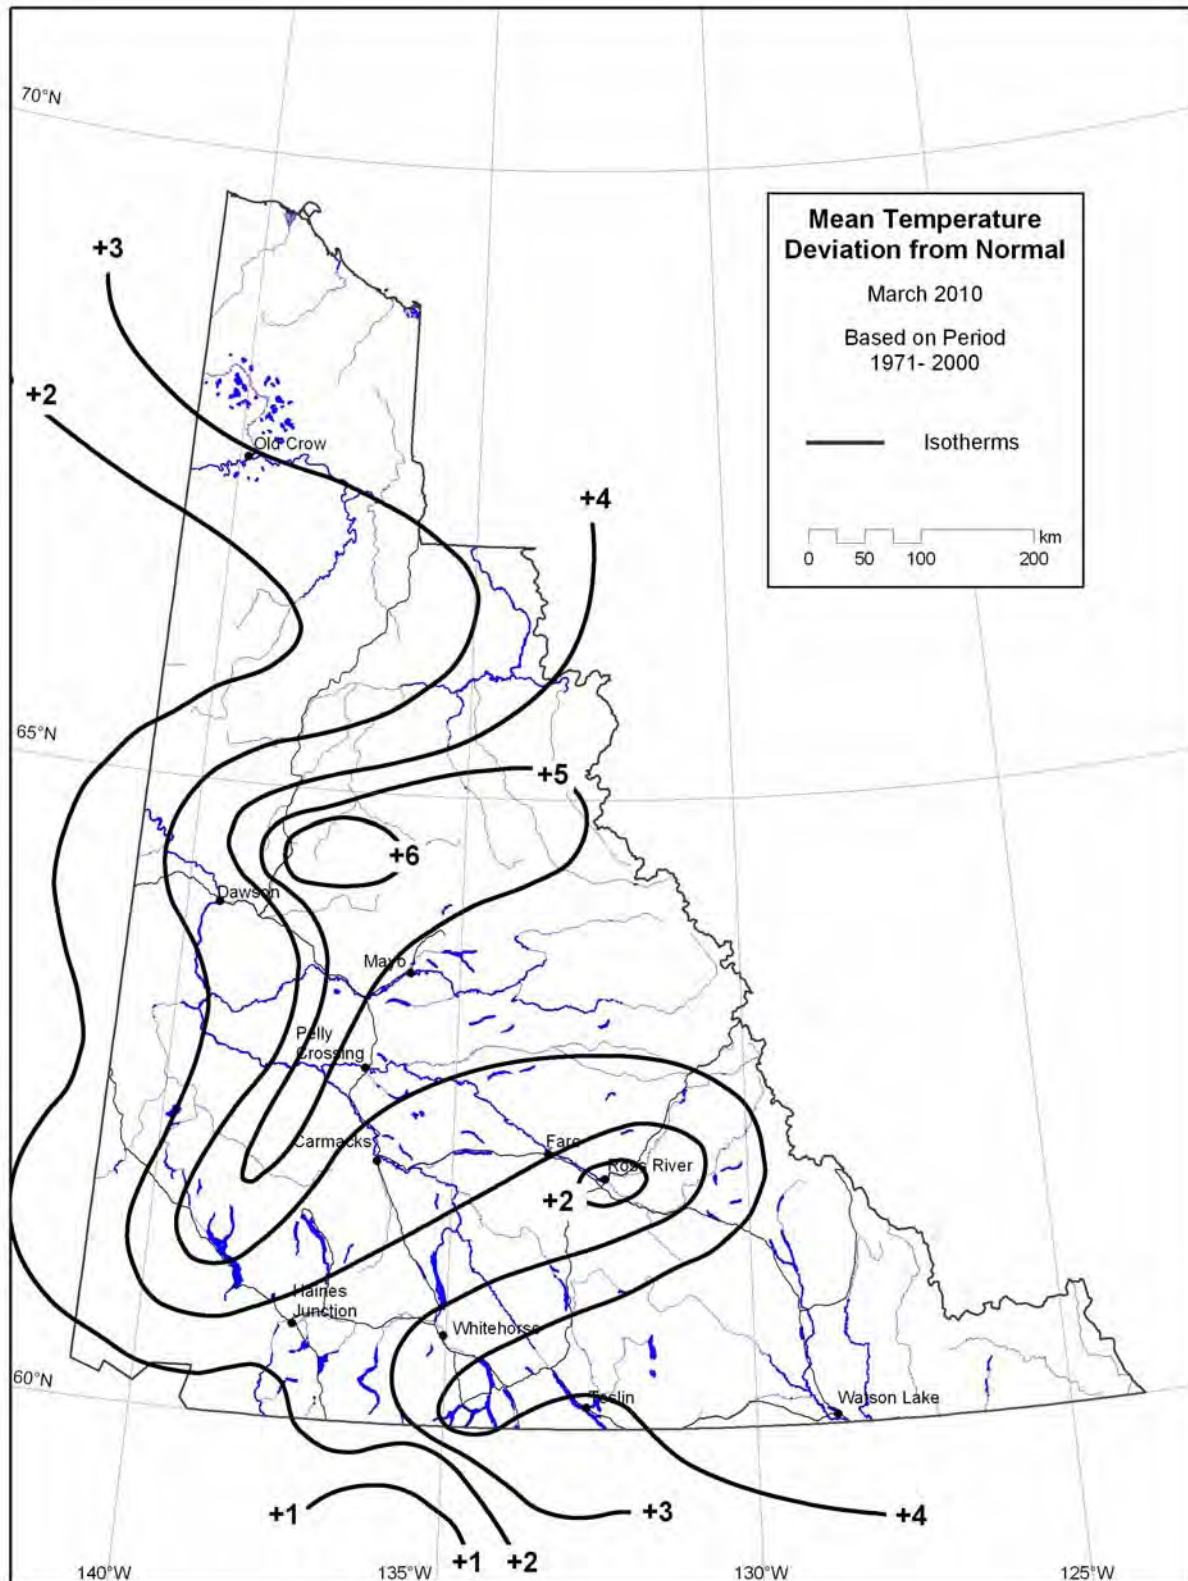 70°N
Mean Temperature
Deviation from Normal
March 2010
Based on Period
1971- 2000
Isotherms
km
0 50 100 200
+3
+2
Old Crow
+4
65°N
+5
+6
Dawson
Mayo
Pelly
Crossing
Carmacks
Faro
Ross River
+2
Haines
Junction
Whitehorse
60°N
Teslin
Watson Lake
+1
+3
+4
+1
+2
140°W
135°W
130°W
125°W